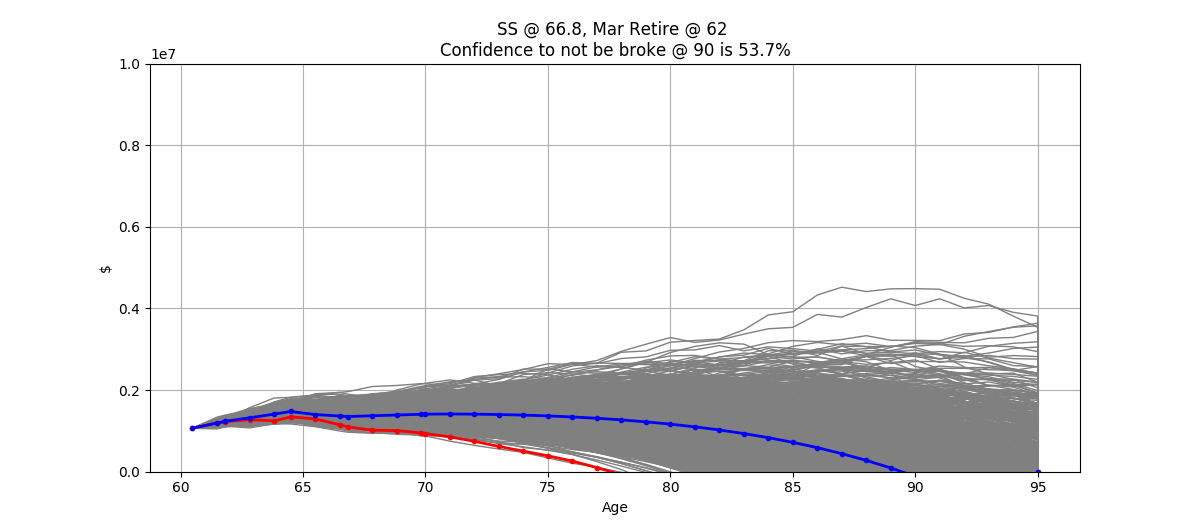 SS @ 66.8, Mar Retire @ 62
Confidence to not be broke @ 90 is 53.7%
1e7
1.0
0.8
0.6
0.4
0.2
0.0
$
60 65 70 75 80 85 90 95
Age